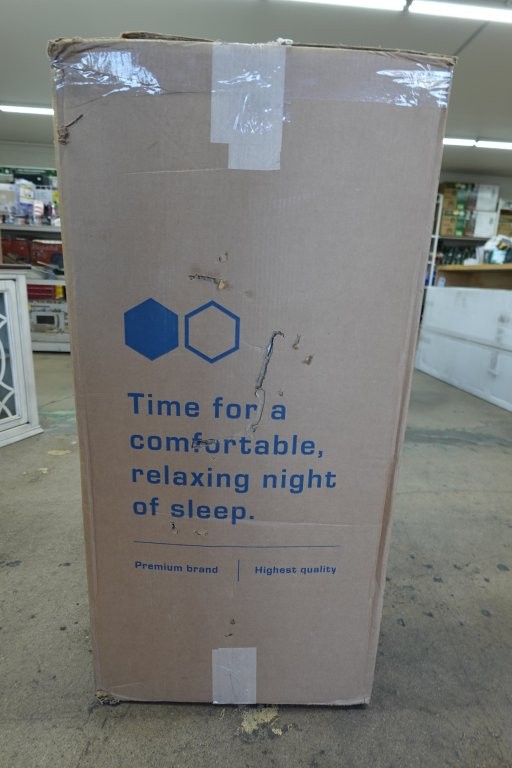 Time for a
comfortable,
relaxing night
of sleep.
Premium brand | Highest quality